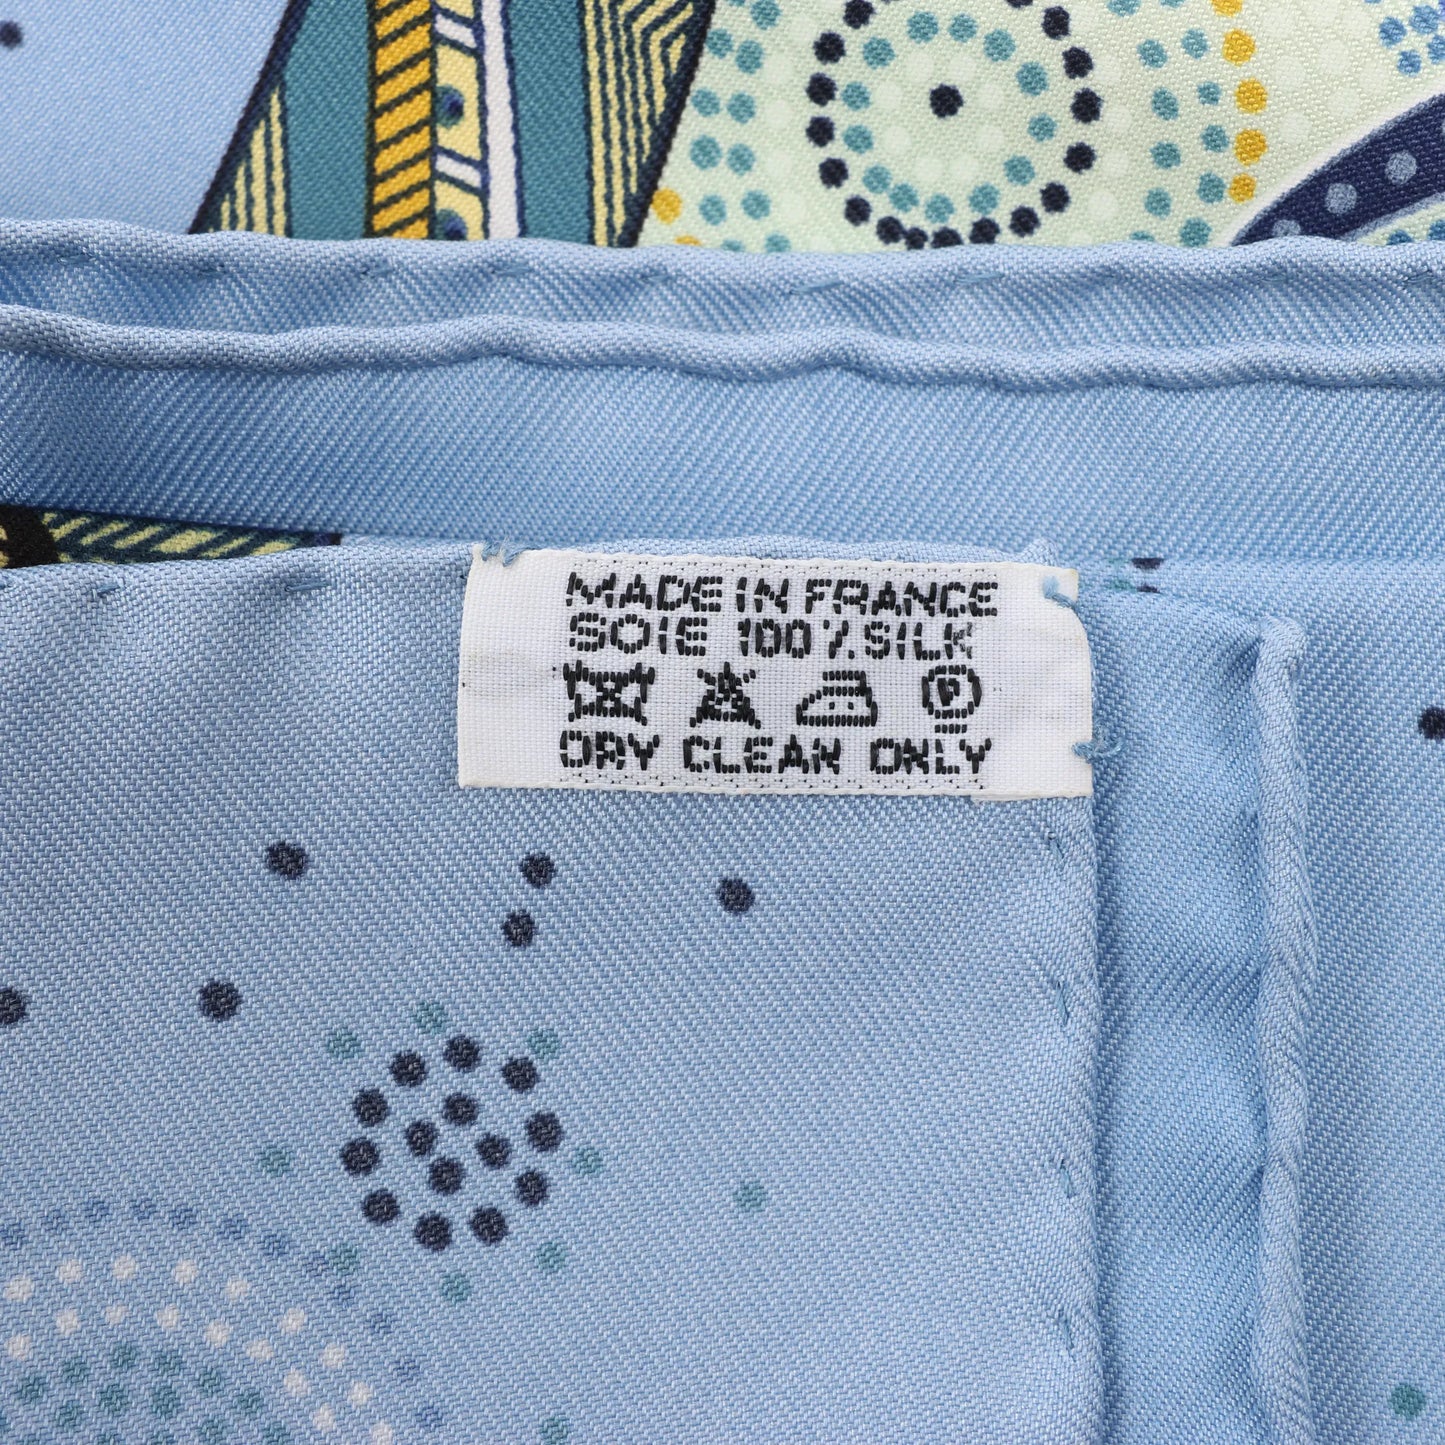 MADE IN FRANCE
SOIE 100% SILK
P
DRY CLEAN ONLY